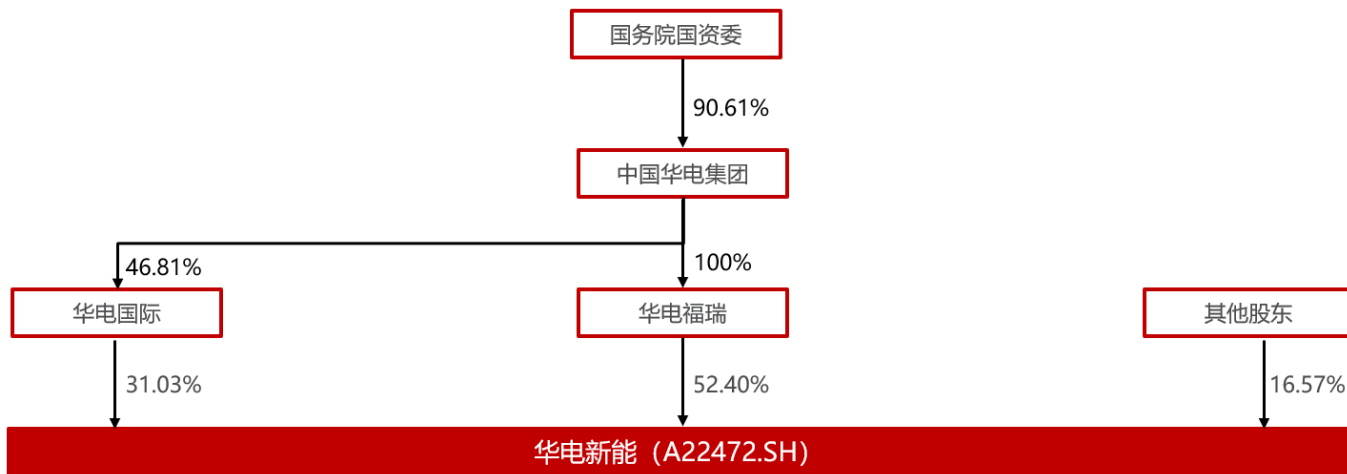 国务院国资委
90.61%
中国华电集团
46.81%
100%
华电国际
华电福瑞
其他股东
31.03%
52.40%
16.57%
华电新能（A22472.SH）